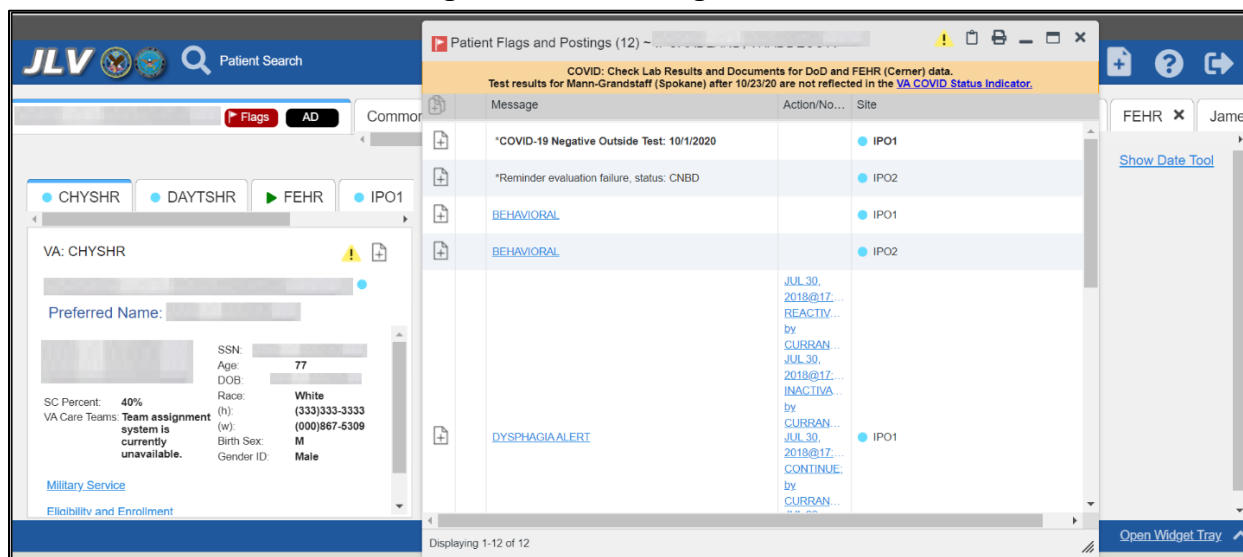 JLV
Patient Search
Flags
AD
Common
CHYSHR
DAYTSHR
FEHR
IPO1
VA: CHYSHR
Preferred Name:
SSN:
Age: 77
DOB:
Race: White
(h): (333)333-3333
(w): (000)867-5309
Birth Sex: M
Gender ID: Male
SC Percent: 40%
VA Care Teams: Team assignment
system is
currently
unavailable.
Military Service
Eligibility and Enrollment
Patient Flags and Postings (12) ~
COVID: Check Lab Results and Documents for DoD and FEHR (Cerner) data.
Test results for Mann-Grandstaff (Spokane) after 10/23/20 are not reflected in the VA COVID Status Indicator.
Message Action/No... Site
*COVID-19 Negative Outside Test: 10/1/2020 IPO1
*Reminder evaluation failure, status: CNBD IPO2
BEHAVIORAL IPO1
BEHAVIORAL IPO2
JUL 30,
2018@17:...
REACTIV...
by
CURRAN...
JUL 30,
2018@17:...
INACTIVA...
by
CURRAN...
DYSPHAGIA ALERT JUL 30, IPO1
2018@17:...
CONTINUE;
by
CURRAN...
Displaying 1-12 of 12
FEHR
Jame
Show Date Tool
Open Widget Tray